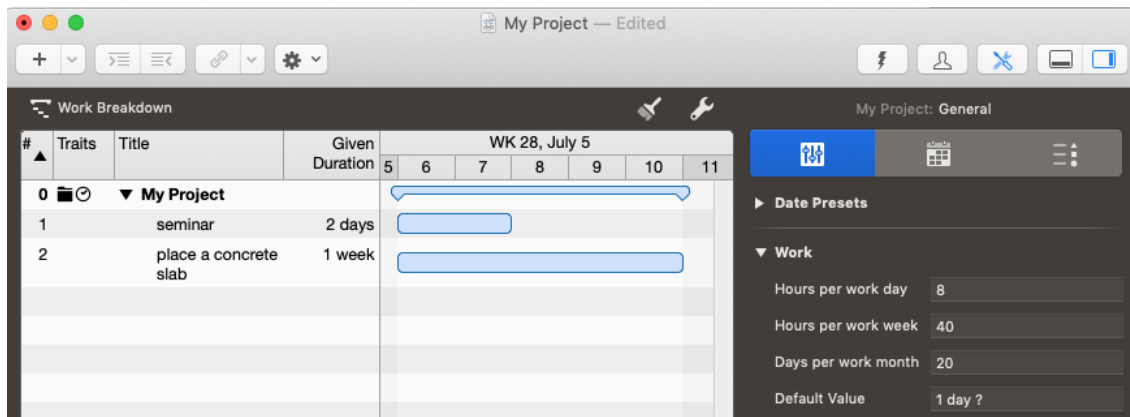 My Project — Edited
Work Breakdown
My Project: General
# Traits Title Given Duration WK 28, July 5
5 6 7 8 9 10 11
0 My Project
1 seminar 2 days
2 place a concrete 1 week
slab
Date Presets
Work
Hours per work day 8
Hours per work week 40
Days per work month 20
Default Value 1 day ?